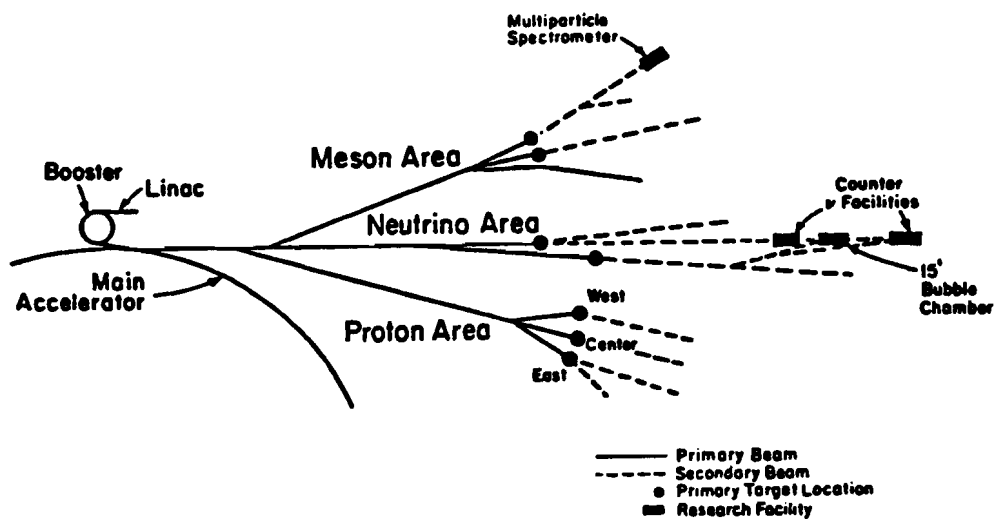 Multiparticle
Spectrometer
Meson Area
Booster
Linac
Counter
ν Facilities
Neutrino Area
Main
Accelerator
15'
Bubble
Chamber
West
Proton Area
Center
East
Primary Beam
Secondary Beam
Primary Target Location
Research Facility